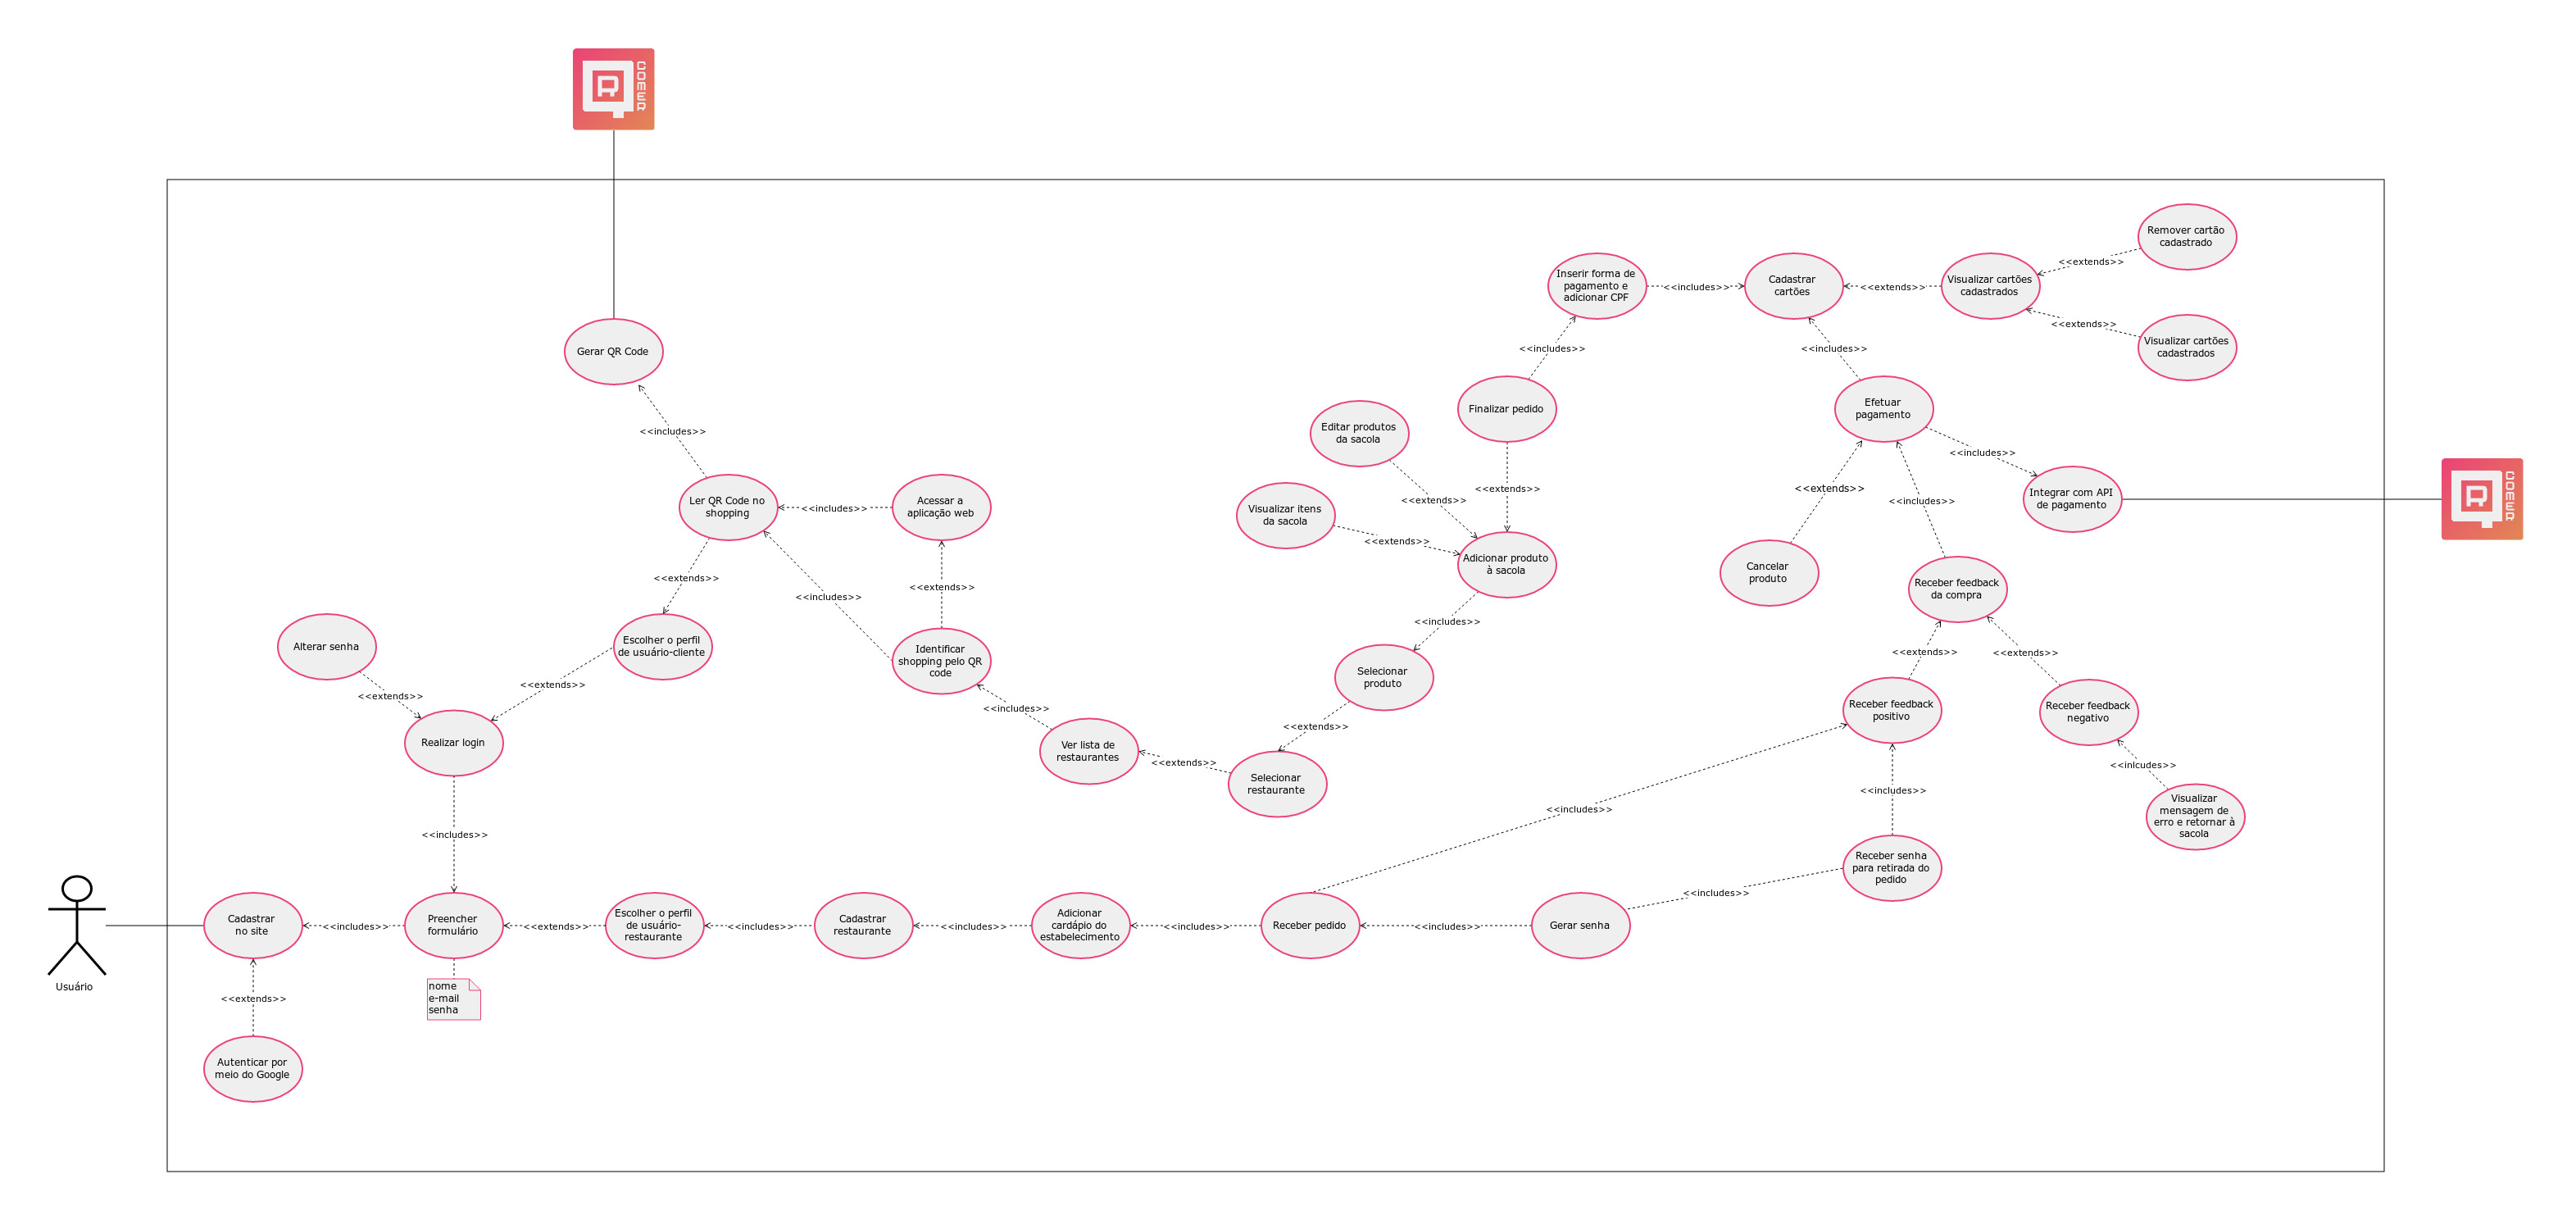 COMER
Remover cartão
cadastrado
<<extends>>
Inserir forma de
pagamento e
adicionar CPF
<<includes>>
Cadastrar
cartões
<<extends>>
Visualizar cartões
cadastrados
<<extends>>
Visualizar cartões
cadastrados
Gerar QR Code
<<includes>>
<<includes>>
Finalizar pedido
Efetuar
pagamento
Editar produtos
da sacola
<<includes>>
<<includes>>
COMER
Ler QR Code no
shopping
<<includes>>
Acessar a
aplicação web
Visualizar itens
da sacola
<<extends>>
<<extends>>
<<extends>>
<<includes>>
Integrar com API
de pagamento
<<extends>>
Adicionar produto
à sacola
Cancelar
produto
Receber feedback
da compra
<<extends>>
<<extends>>
<<includes>>
<<includes>>
Alterar senha
Escolher o perfil
de usuário-cliente
Identificar
shopping pelo QR
code
<<extends>>
<<extends>>
Selecionar
produto
<<extends>>
<<extends>>
<<includes>>
Receber feedback
positivo
Receber feedback
negativo
<<extends>>
Realizar login
Ver lista de
restaurantes
<<extends>>
Selecionar
restaurante
<<inlcudes>>
<<includes>>
<<includes>>
Visualizar
mensagem de
erro e retornar à
sacola
<<includes>>
Receber senha
para retirada do
pedido
<<includes>>
Usuário
Cadastrar
no site
<<includes>>
Preencher
formulário
<<extends>>
Escolher o perfil
de usuário-
restaurante
<<includes>>
Cadastrar
restaurante
<<includes>>
Adicionar
cardápio do
estabelecimento
<<includes>>
Receber pedido
<<includes>>
Gerar senha
<<extends>>
nome
e-mail
senha
Autenticar por
meio do Google